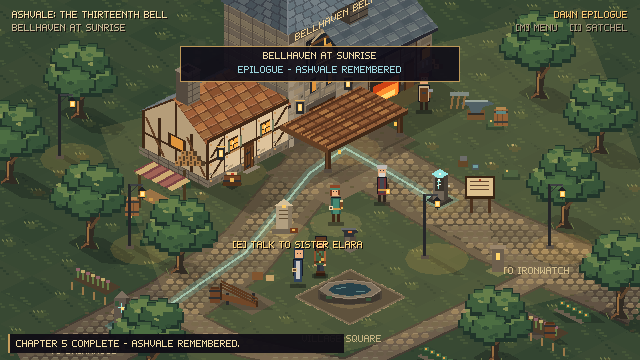 ASHVALE: THE THIRTEENTH BELL
BELLHAVEN AT SUNRISE
DAWN EPILOGUE
[M] MENU [I] SATCHEL
BELLHAVEN
BELLHAVEN AT SUNRISE
EPILOGUE - ASHVALE REMEMBERED
[E] TALK TO SISTER ELARA
TO IRONWATCH
SQUARE
CHAPTER 5 COMPLETE - ASHVALE REMEMBERED.